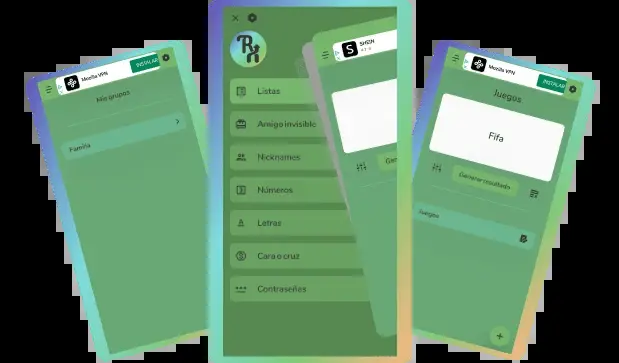 Mozilla VPN
INSTALAR
Mis grupos
Familia
Rn
Listas
Amigo invisible
Nicknames
Números
Letras
Cara o cruz
Contraseñas
SHEIN
S
Mozilla VPN
INSTALAR
Juegos
Fifa
Generar resultado
Juegos